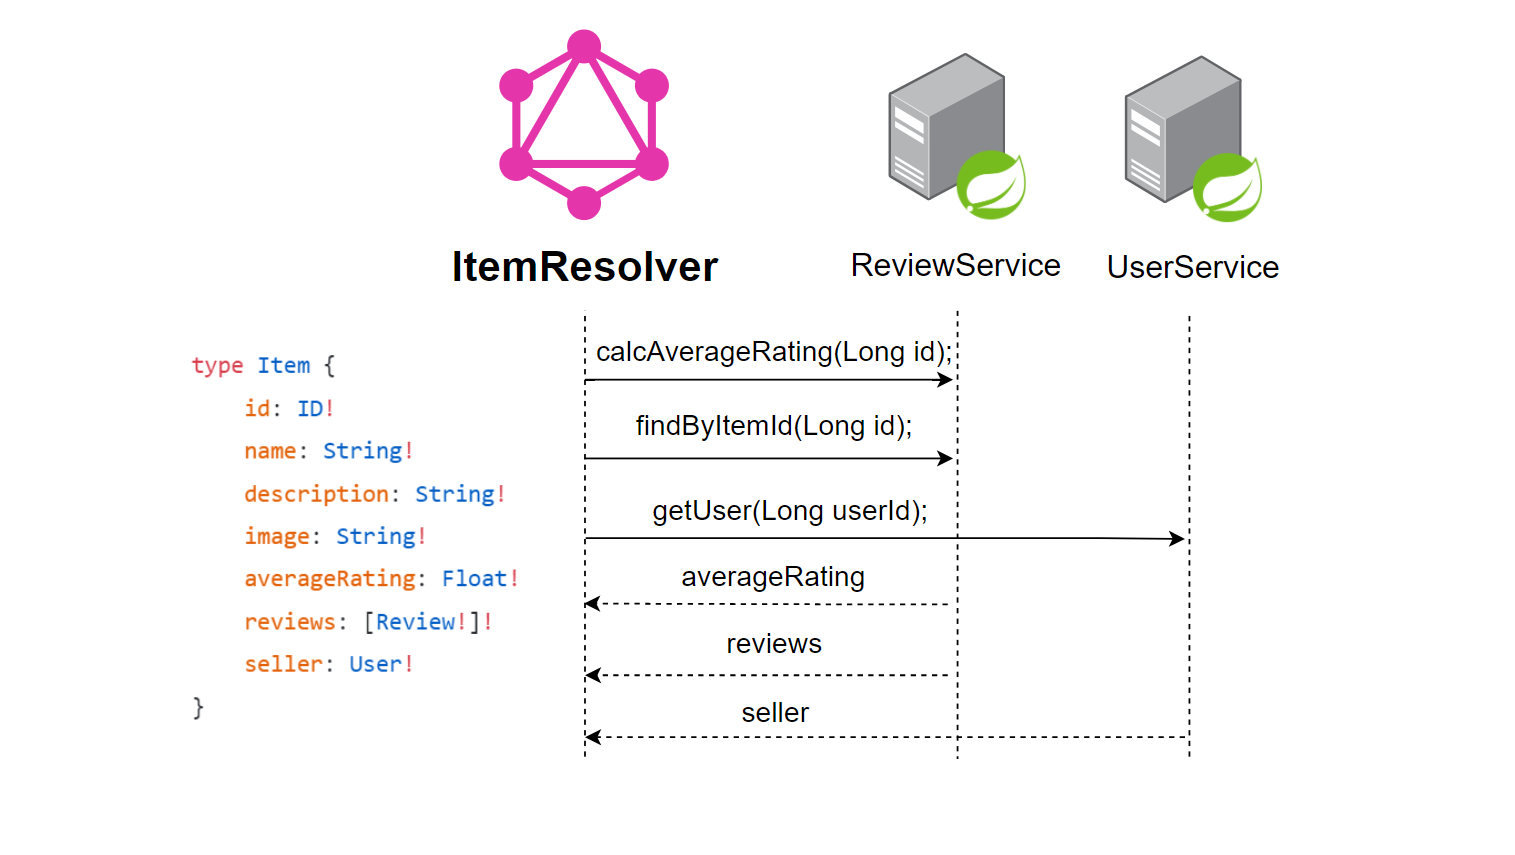 ItemResolver
ReviewService
UserService
type Item {
id: ID!
name: String!
description: String!
image: String!
averageRating: Float!
reviews: [Review!]!
seller: User!
}
calcAverageRating(Long id);
findByItemId(Long id);
getUser(Long userId);
averageRating
reviews
seller